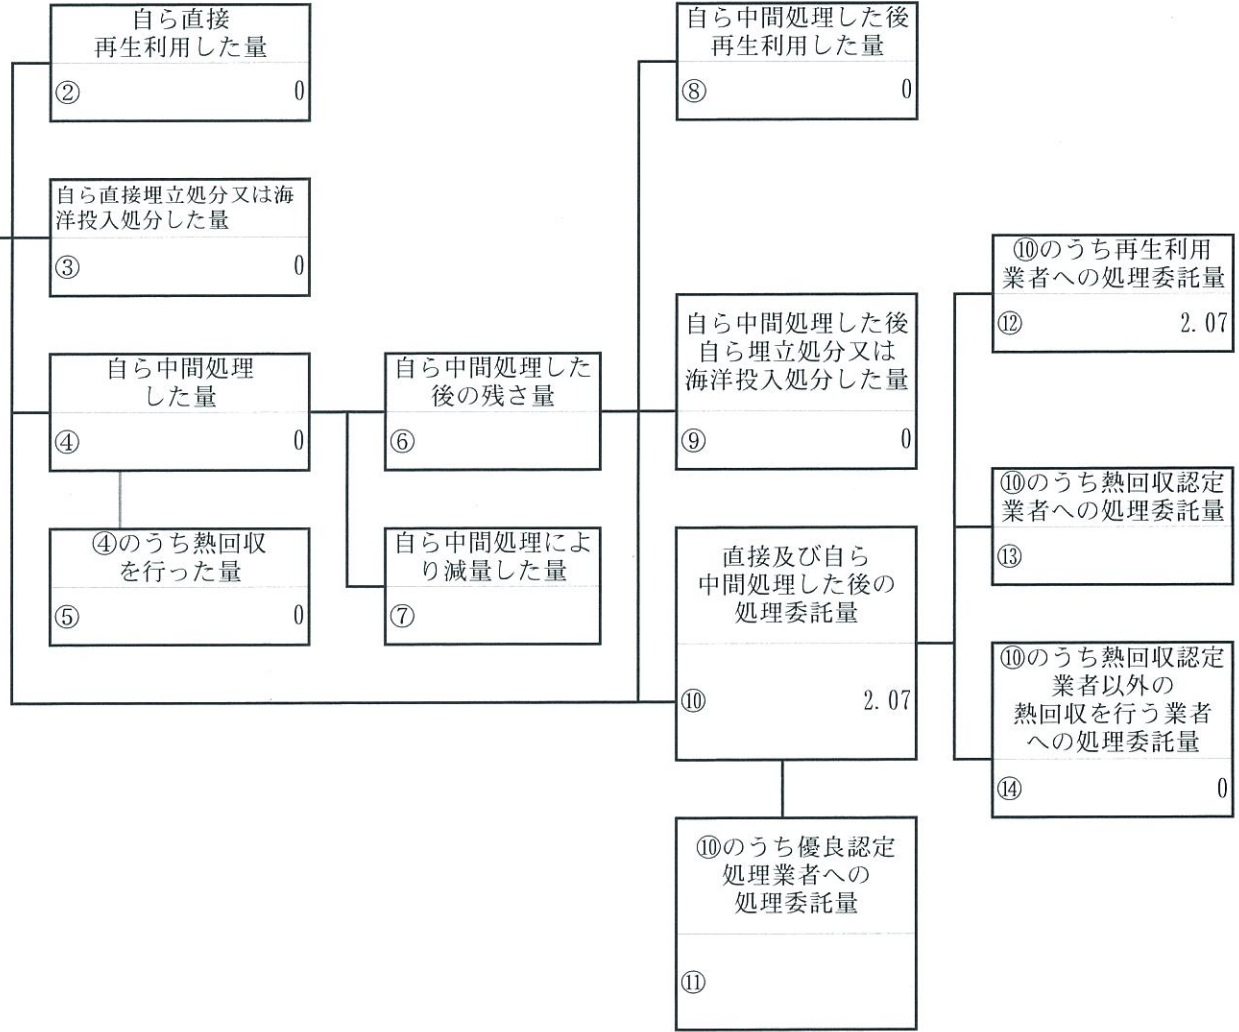 自ら直接
再生利用した量
② 0
自ら直接埋立処分又は海
洋投入処分した量
③ 0
自ら中間処理
した量
④ 0
④のうち熱回収
を行った量
⑤ 0
自ら中間処理した
後の残さ量
⑥
自ら中間処理によ
り減量した量
⑦
自ら中間処理した後
再生利用した量
⑧ 0
自ら中間処理した後
自ら埋立処分又は
海洋投入処分した量
⑨ 0
直接及び自ら
中間処理した後の
処理委託量
⑩ 2.07
⑩のうち優良認定
処理業者への
処理委託量
⑪
⑩のうち再生利用
業者への処理委託量
⑫ 2.07
⑩のうち熱回収認定
業者への処理委託量
⑬
⑩のうち熱回収認定
業者以外の
熱回収を行う業者
への処理委託量
⑭ 0